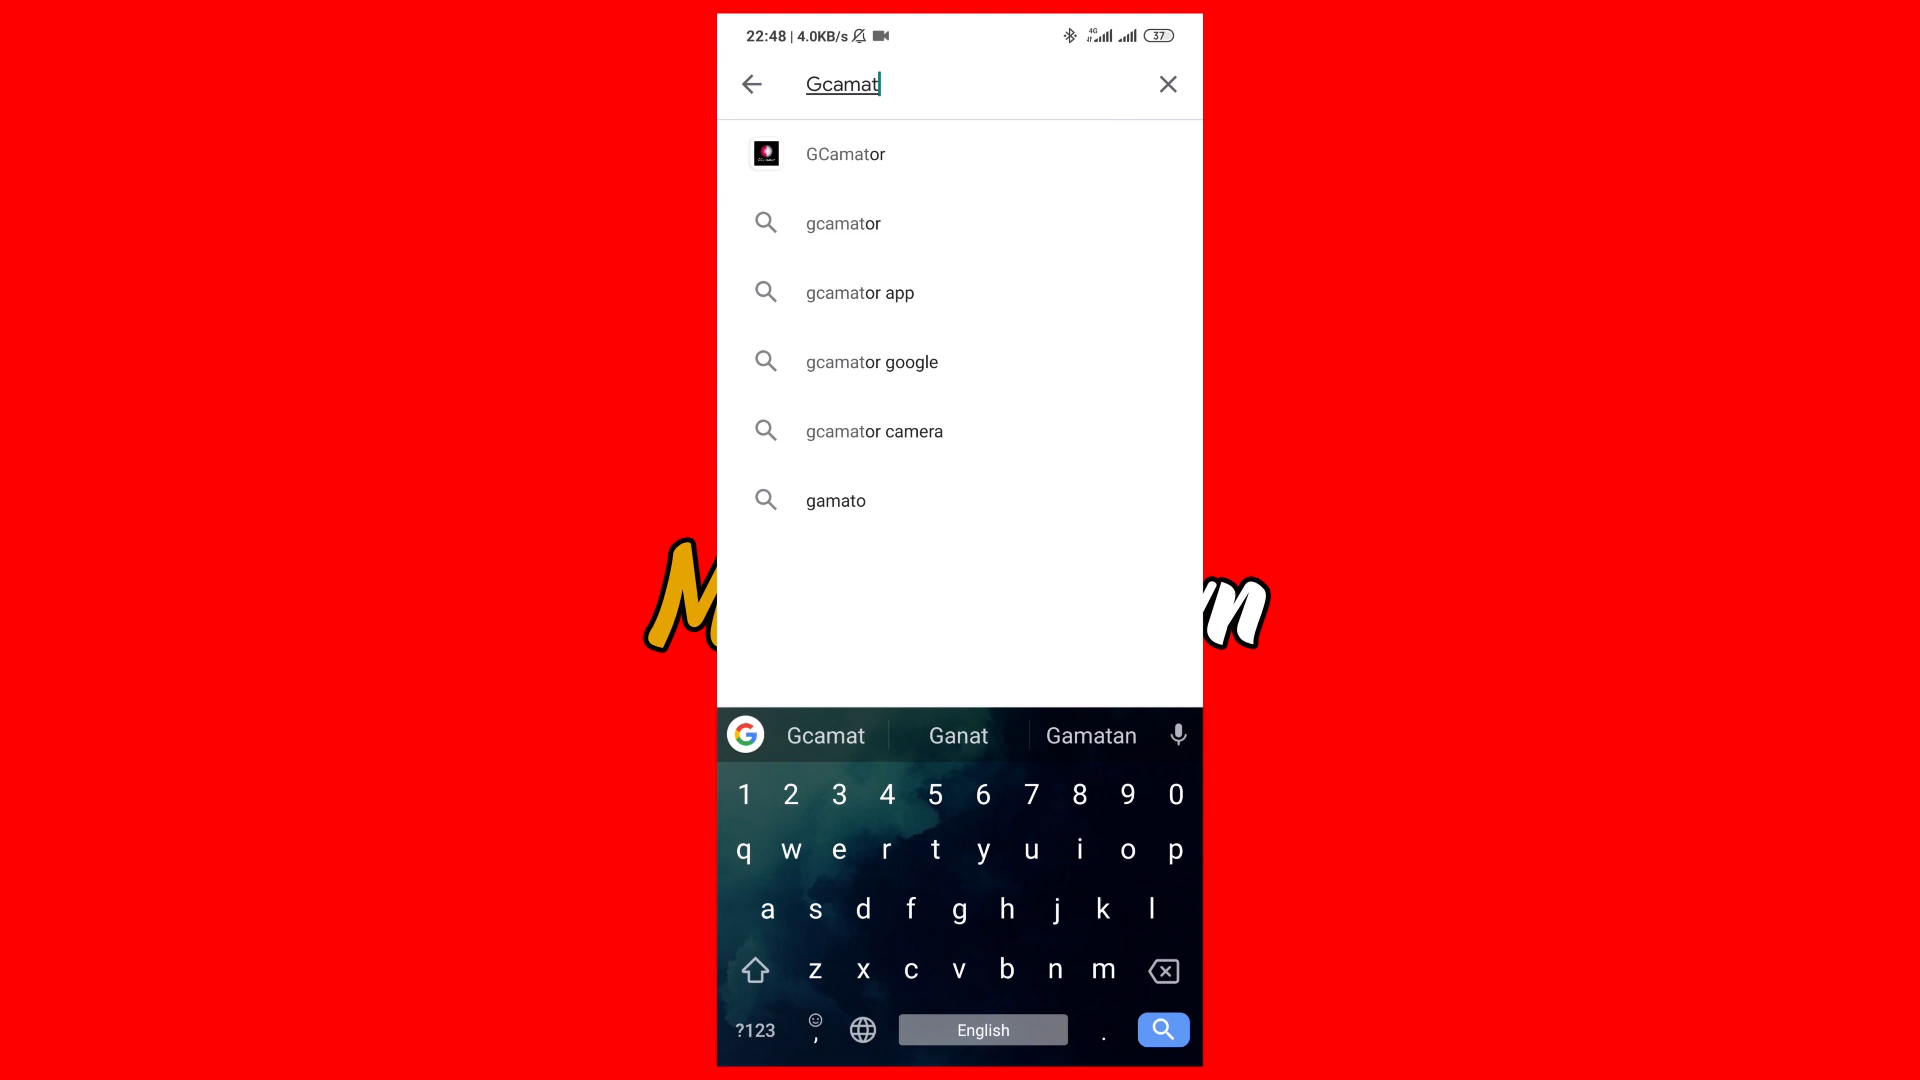 22:48 | 4.0KB/s 4G 37
Gcamat
GCamator
gcamator
gcamator app
gcamator google
gcamator camera
gamato
Gcamat Ganat Gamatan
1 2 3 4 5 6 7 8 9 0
q w e r t y u i o p
a s d f g h j k l
z x c v b n m
?123 , English .